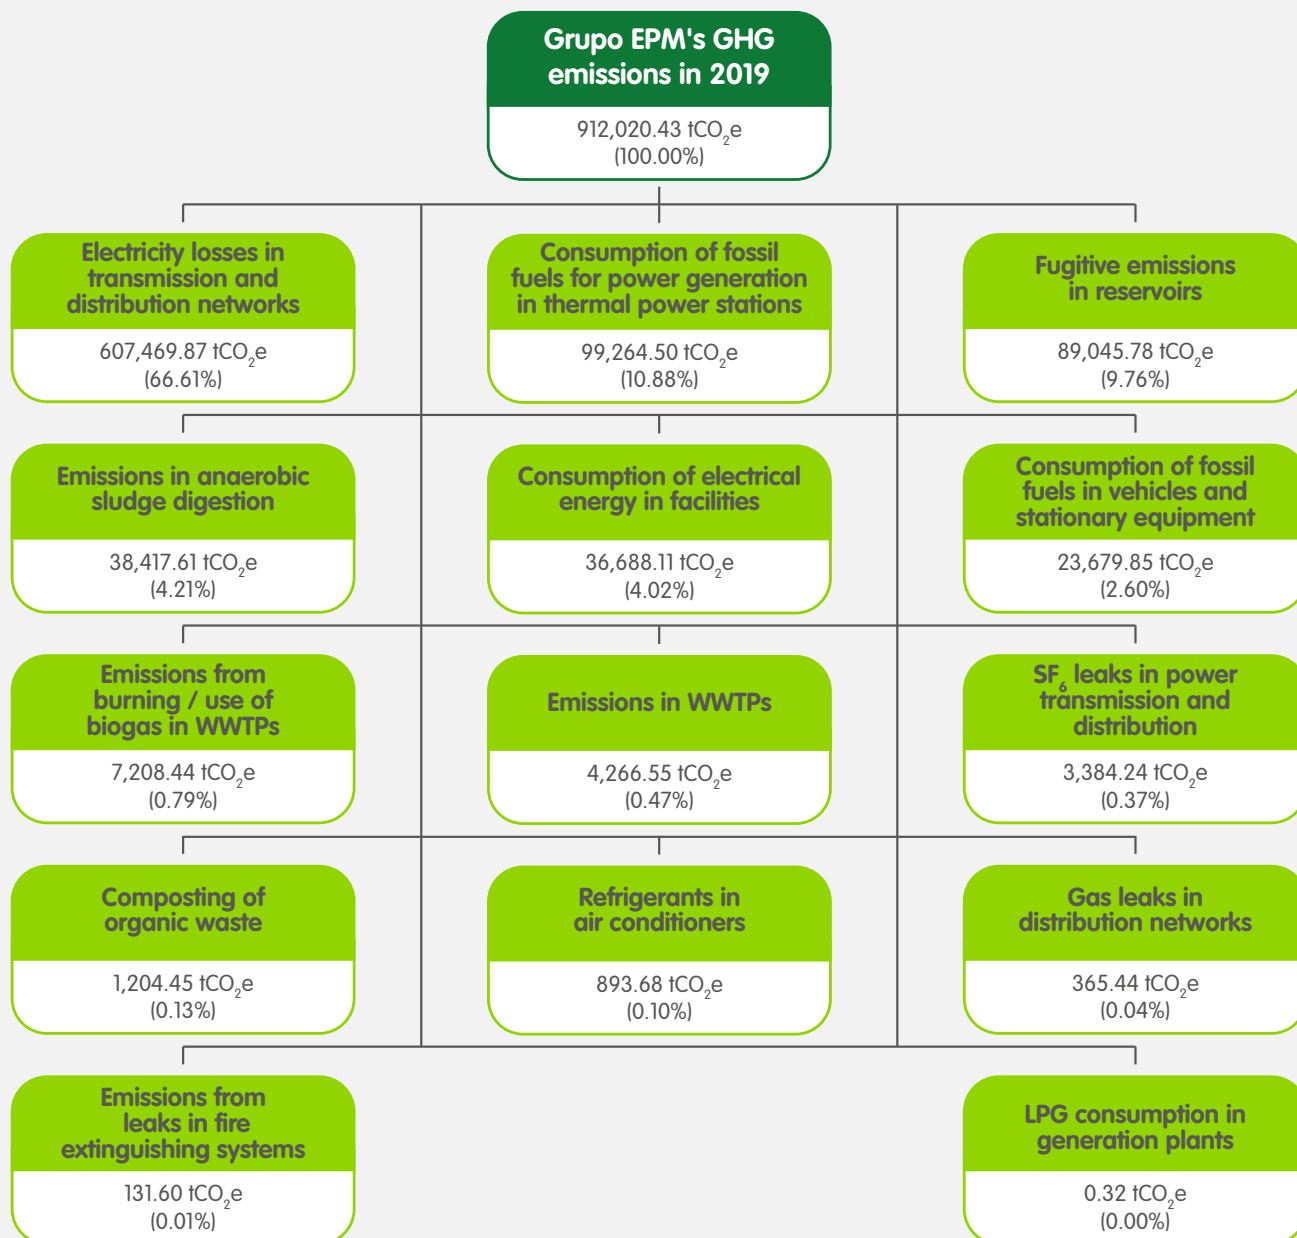 Grupo EPM's GHG
emissions in 2019
912,020.43 tCO₂e
(100.00%)
Electricity losses in
transmission and
distribution networks
607,469.87 tCO₂e
(66.61%)
Consumption of fossil
fuels for power generation
in thermal power stations
99,264.50 tCO₂e
(10.88%)
Fugitive emissions
in reservoirs
89,045.78 tCO₂e
(9.76%)
Emissions in anaerobic
sludge digestion
38,417.61 tCO₂e
(4.21%)
Consumption of electrical
energy in facilities
36,688.11 tCO₂e
(4.02%)
Consumption of fossil
fuels in vehicles and
stationary equipment
23,679.85 tCO₂e
(2.60%)
Emissions from
burning / use of
biogas in WWTPs
7,208.44 tCO₂e
(0.79%)
Emissions in WWTPs
4,266.55 tCO₂e
(0.47%)
SF₆ leaks in power
transmission and
distribution
3,384.24 tCO₂e
(0.37%)
Composting of
organic waste
1,204.45 tCO₂e
(0.13%)
Refrigerants in
air conditioners
893.68 tCO₂e
(0.10%)
Gas leaks in
distribution networks
365.44 tCO₂e
(0.04%)
Emissions from
leaks in fire
extinguishing systems
131.60 tCO₂e
(0.01%)
LPG consumption in
generation plants
0.32 tCO₂e
(0.00%)